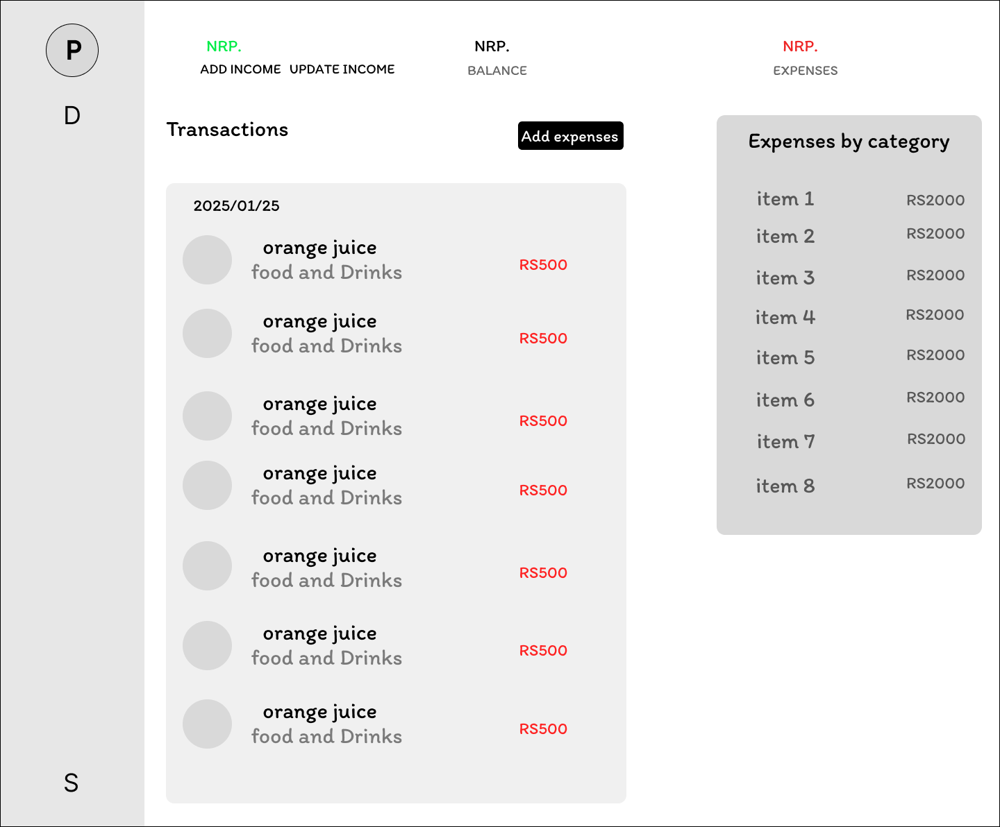 P
D
S
NRP.
ADD INCOME UPDATE INCOME
NRP.
BALANCE
NRP.
EXPENSES
Transactions
Add expenses
2025/01/25
orange juice
food and Drinks
RS500
orange juice
food and Drinks
RS500
orange juice
food and Drinks
RS500
orange juice
food and Drinks
RS500
orange juice
food and Drinks
RS500
orange juice
food and Drinks
RS500
orange juice
food and Drinks
RS500
Expenses by category
item 1 RS2000
item 2 RS2000
item 3 RS2000
item 4 RS2000
item 5 RS2000
item 6 RS2000
item 7 RS2000
item 8 RS2000